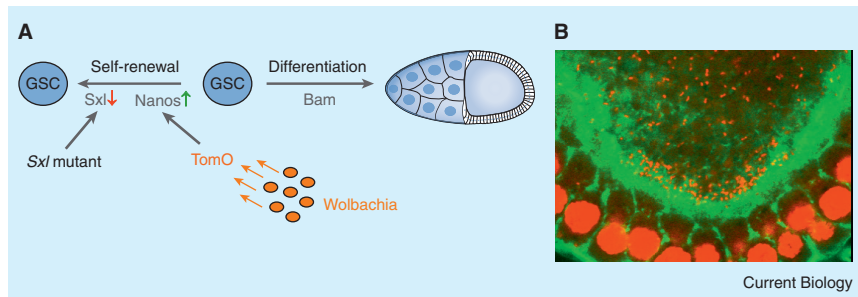 A
B
Self-renewal
Differentiation
GSC
GSC
Sxl↓
Nanos↑
Bam
Sxl mutant
TomO
Wolbachia
Current Biology